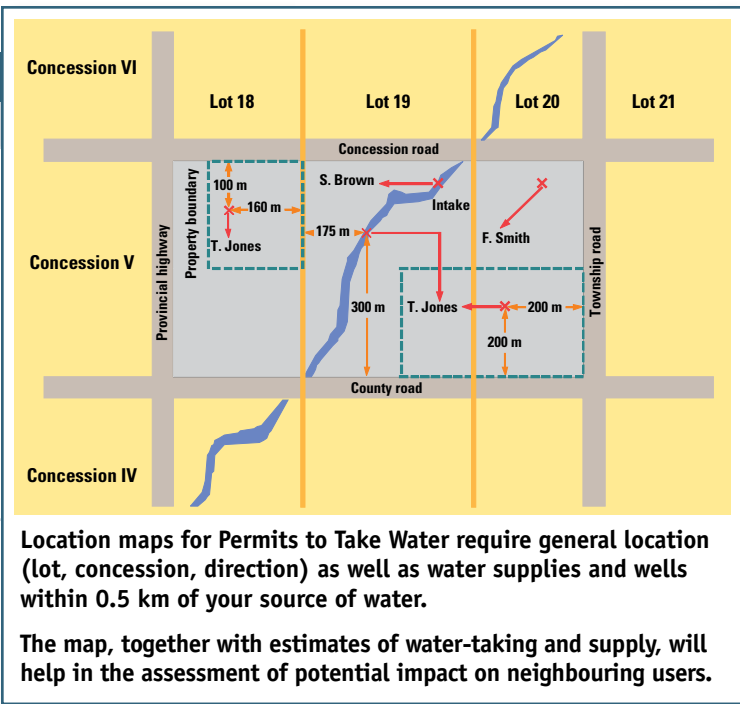 Concession VI
Lot 18
Lot 19
Lot 20
Lot 21
Concession road
100 m
160 m
T. Jones
Property boundary
Provincial highway
S. Brown
Intake
175 m
F. Smith
Concession V
300 m
T. Jones
200 m
200 m
Township road
County road
Concession IV
Location maps for Permits to Take Water require general location
(lot, concession, direction) as well as water supplies and wells
within 0.5 km of your source of water.
The map, together with estimates of water-taking and supply, will
help in the assessment of potential impact on neighbouring users.